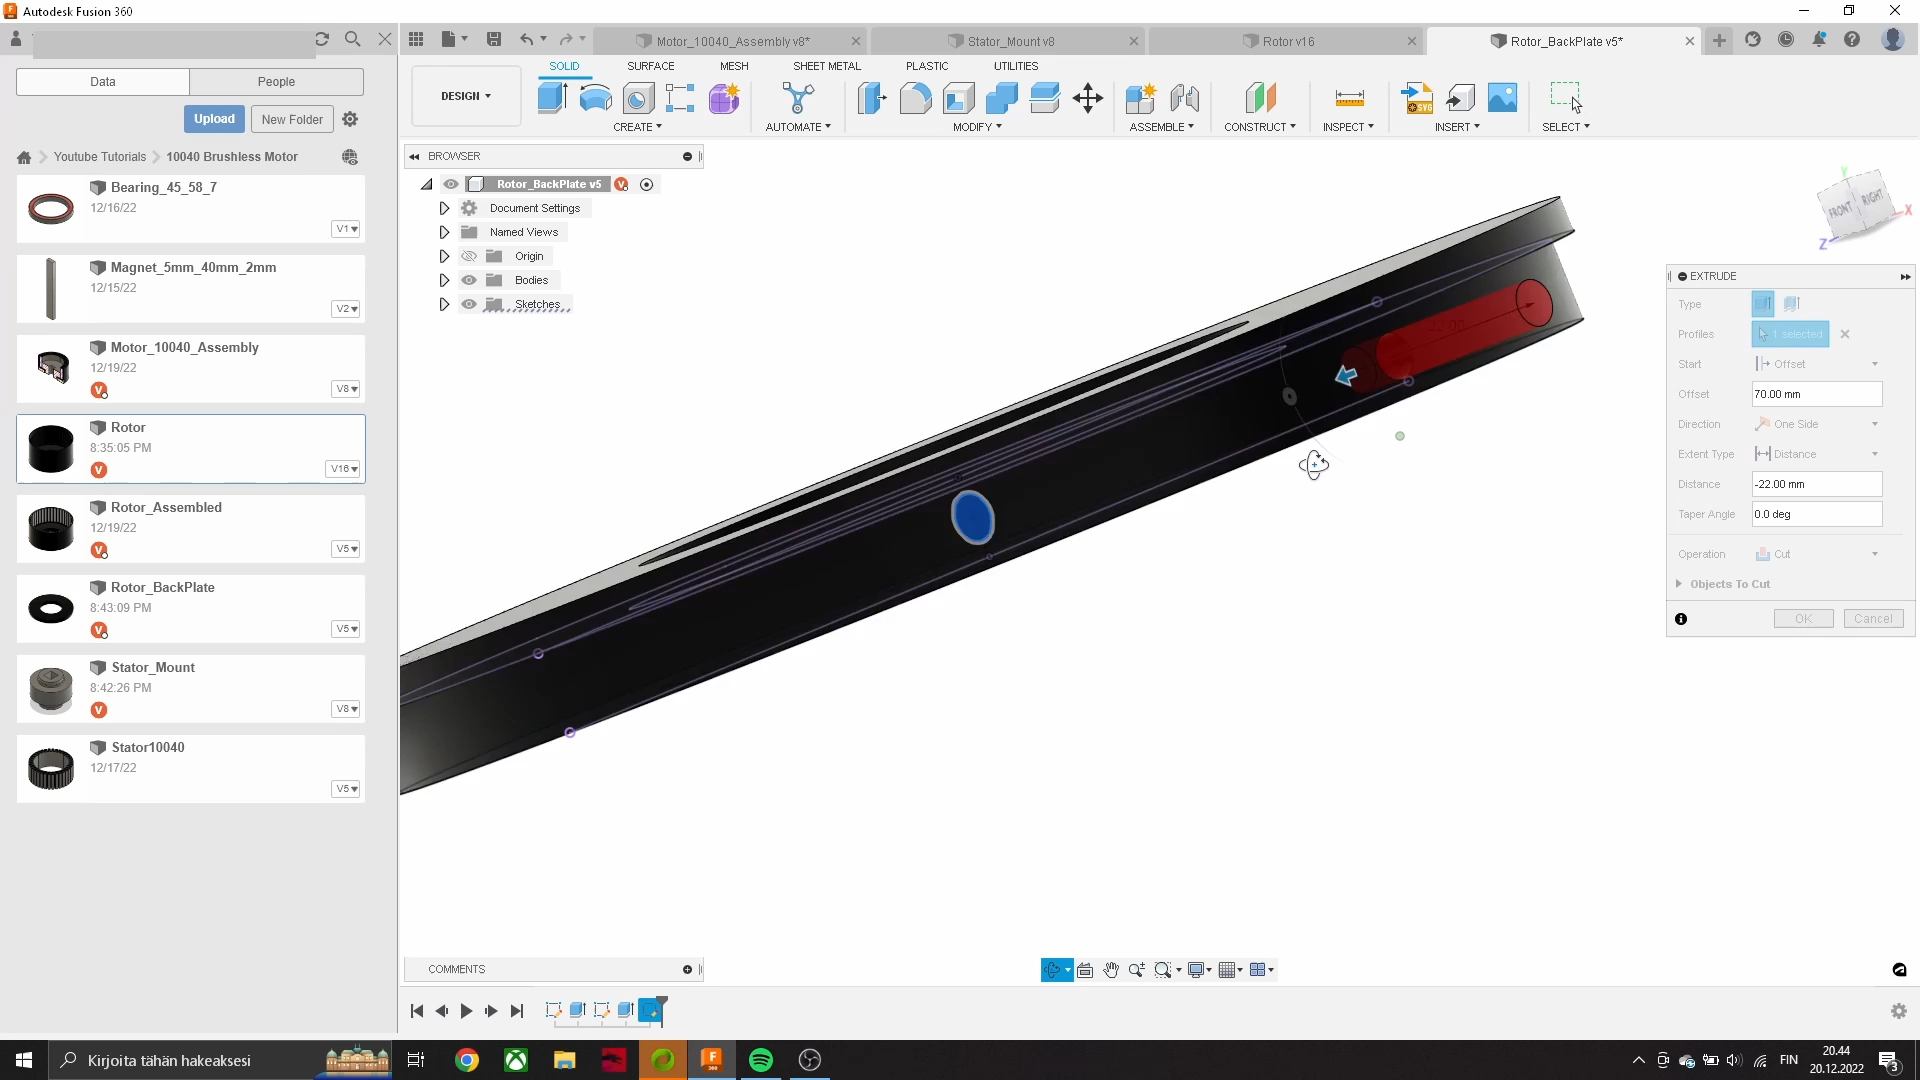 Autodesk Fusion 360
Motor_10040_Assembly v8*
Stator_Mount v8
Rotor v16
Rotor_BackPlate v5*
Data
People
Upload
New Folder
Youtube Tutorials
10040 Brushless Motor
Bearing_45_58_7
12/16/22
V1
Magnet_5mm_40mm_2mm
12/15/22
V2
Motor_10040_Assembly
12/19/22
V8
Rotor
8:35:05 PM
V16
Rotor_Assembled
12/19/22
V5
Rotor_BackPlate
8:43:09 PM
V5
Stator_Mount
8:42:26 PM
V8
Stator10040
12/17/22
V5
SOLID
SURFACE
MESH
SHEET METAL
PLASTIC
UTILITIES
DESIGN
CREATE
AUTOMATE
MODIFY
ASSEMBLE
CONSTRUCT
INSPECT
INSERT
SELECT
BROWSER
Rotor_BackPlate v5
Document Settings
Named Views
Origin
Bodies
Sketches
FRONT
RIGHT
Y
X
Z
EXTRUDE
Type
Profiles
1 selected
Start
Offset
Offset
70.00 mm
Direction
One Side
Extent Type
Distance
Distance
-22.00 mm
Taper Angle
0.0 deg
Operation
Cut
Objects To Cut
OK
Cancel
COMMENTS
Kirjoita tähän hakeaksesi
FIN
20.44
20.12.2022
3